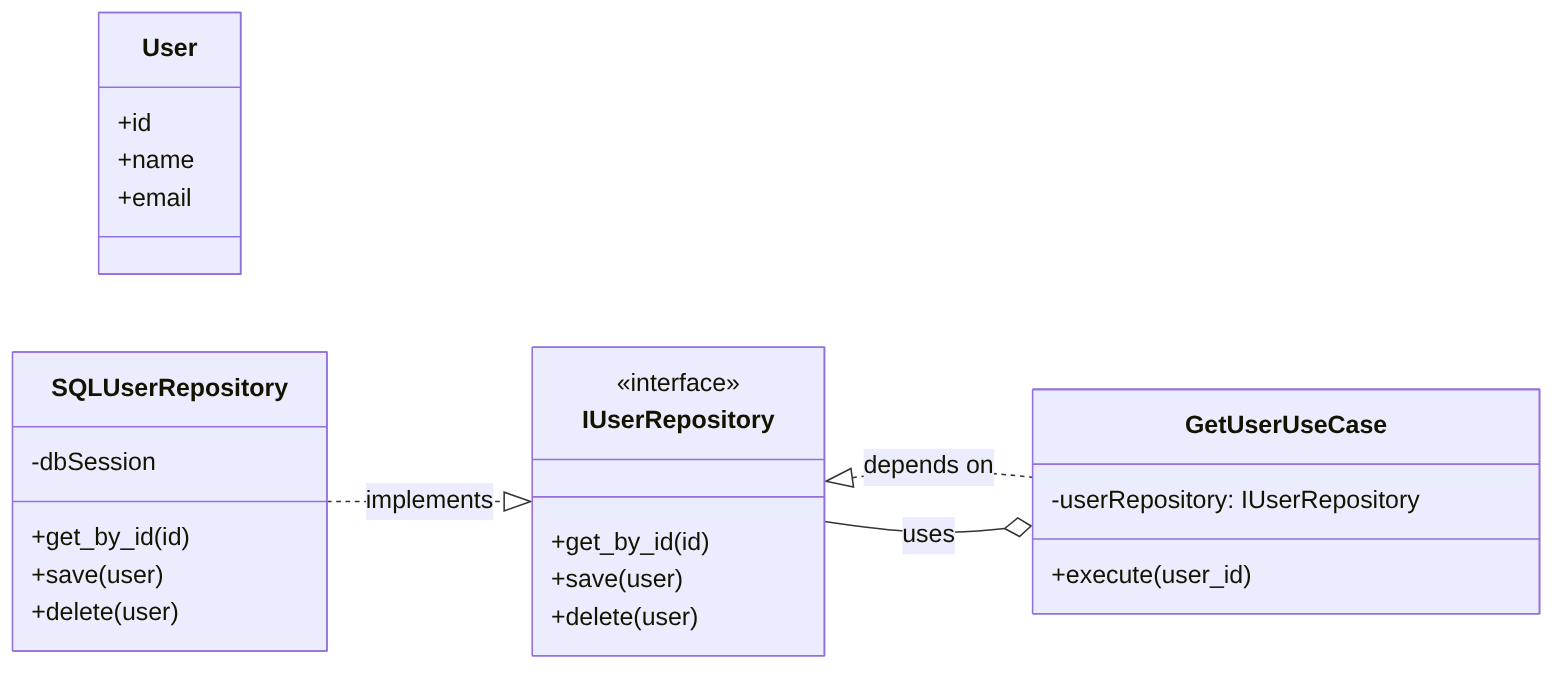 User
+id
+name
+email
SQLUserRepository
-dbSession
+get_by_id(id)
+save(user)
+delete(user)
implements
«interface»
IUserRepository
+get_by_id(id)
+save(user)
+delete(user)
depends on
uses
GetUserUseCase
-userRepository: IUserRepository
+execute(user_id)